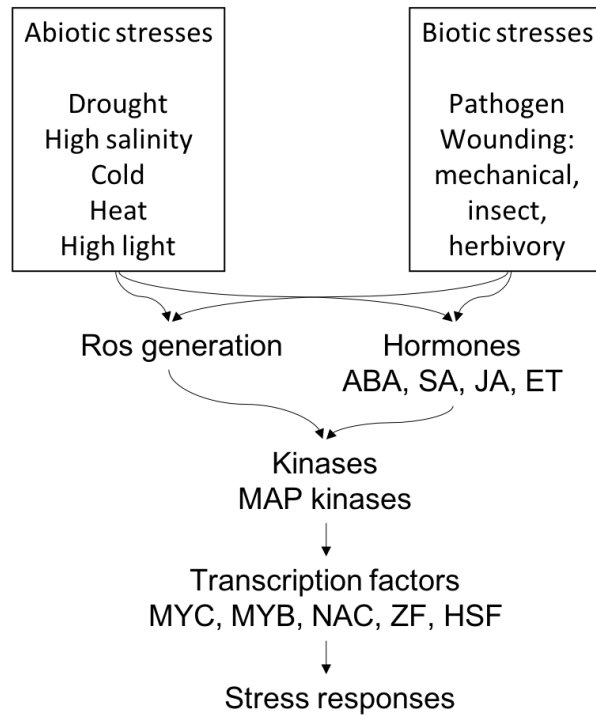 Abiotic stresses
Drought
High salinity
Cold
Heat
High light
Biotic stresses
Pathogen
Wounding:
mechanical,
insect,
herbivory
Ros generation
Hormones
ABA, SA, JA, ET
Kinases
MAP kinases
Transcription factors
MYC, MYB, NAC, ZF, HSF
Stress responses